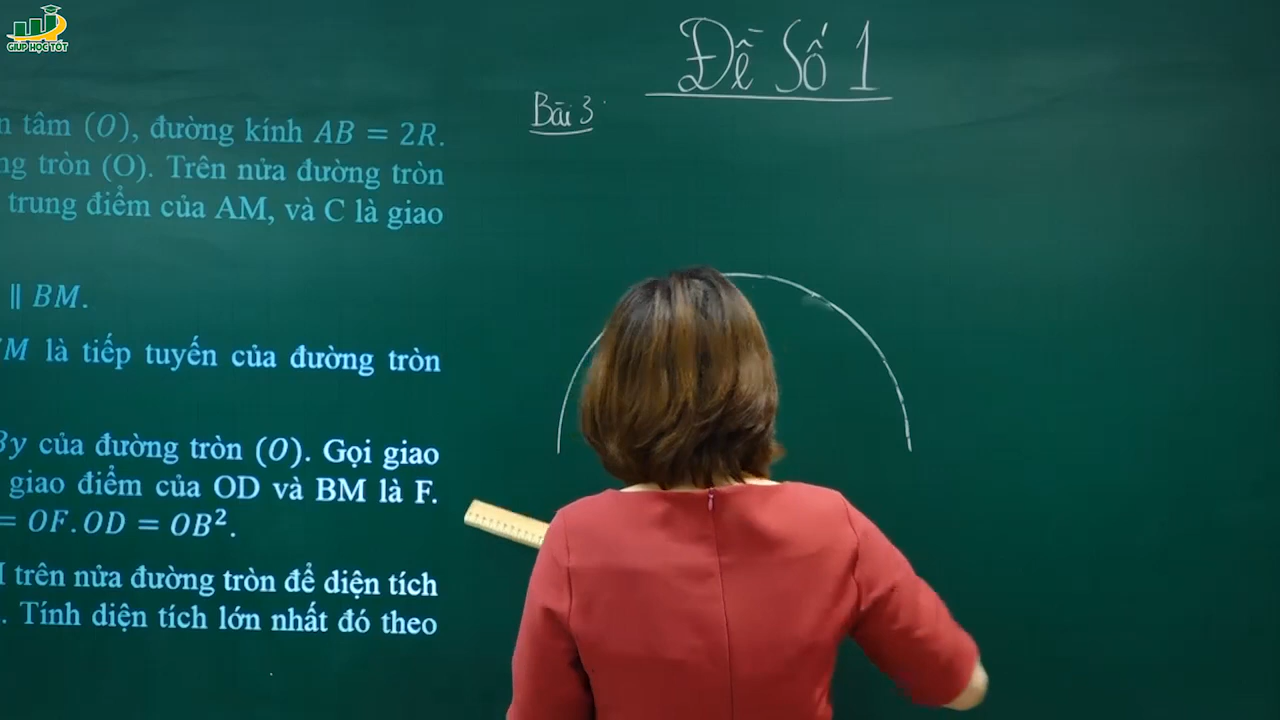 GIUP HỌC TỐT
Đề Số 1
Bài 3
n tâm (O), đường kính AB = 2R.
ng tròn (O). Trên nửa đường tròn
trung điểm của AM, và C là giao
∥ BM.
M là tiếp tuyến của đường tròn
By của đường tròn (O). Gọi giao
giao điểm của OD và BM là F.
= OF.OD = OB².
trên nửa đường tròn để diện tích
. Tính diện tích lớn nhất đó theo